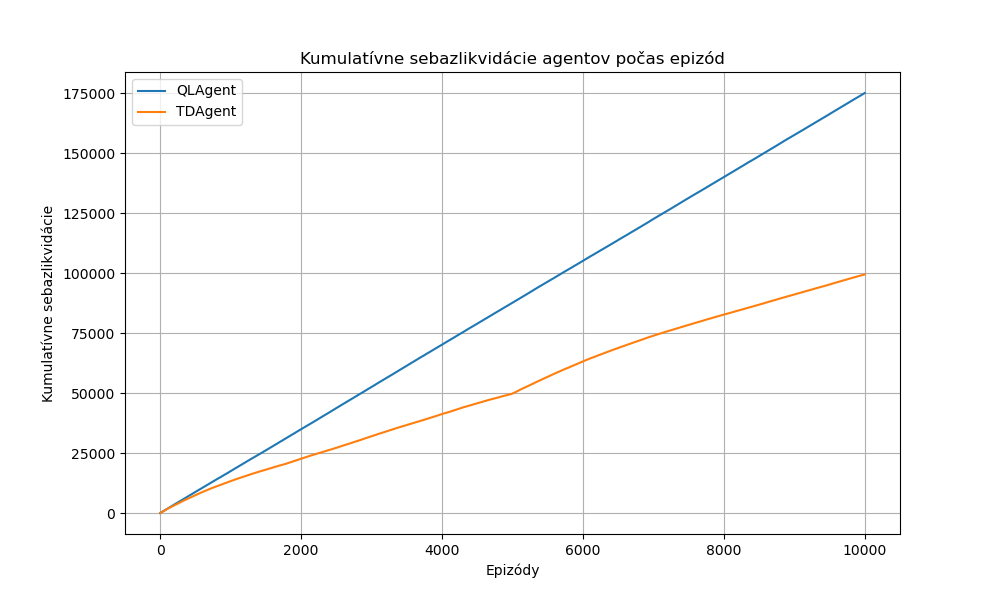 Kumulatívne sebazlikvidácie agentov počas epizód
QLAgent
TDAgent
Kumulatívne sebazlikvidácie
175000
150000
125000
100000
75000
50000
25000
0
0 2000 4000 6000 8000 10000
Epizódy